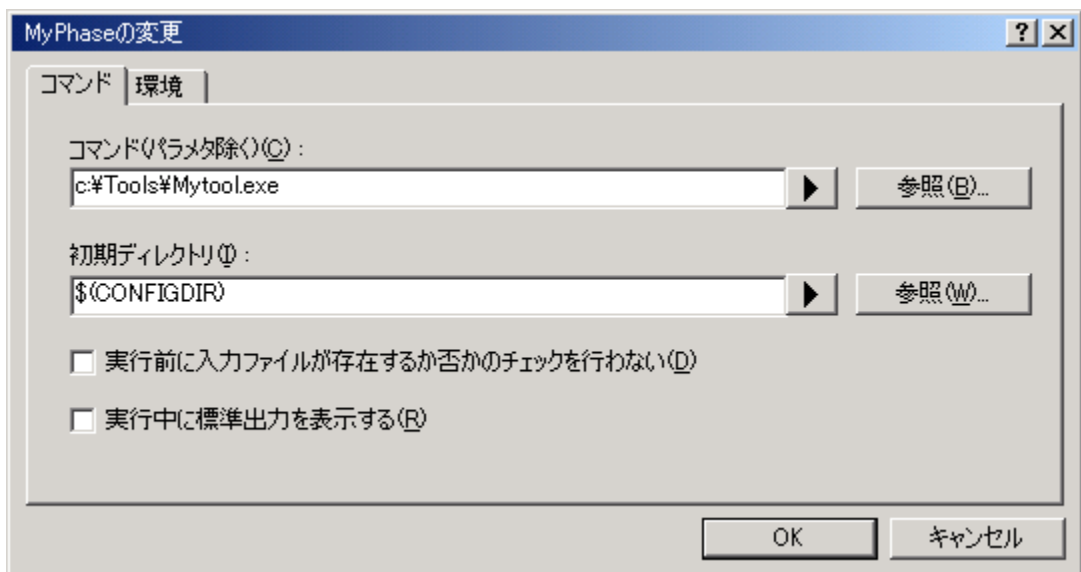 MyPhaseの変更
コマンド 環境
コマンド(パラメタ除く)(C) :
c:¥Tools¥Mytool.exe 参照(B)...
初期ディレクトリ(I) :
$(CONFIGDIR) 参照(W)...
実行前に入力ファイルが存在するか否かのチェックを行わない(D)
実行中に標準出力を表示する(R)
OK キャンセル